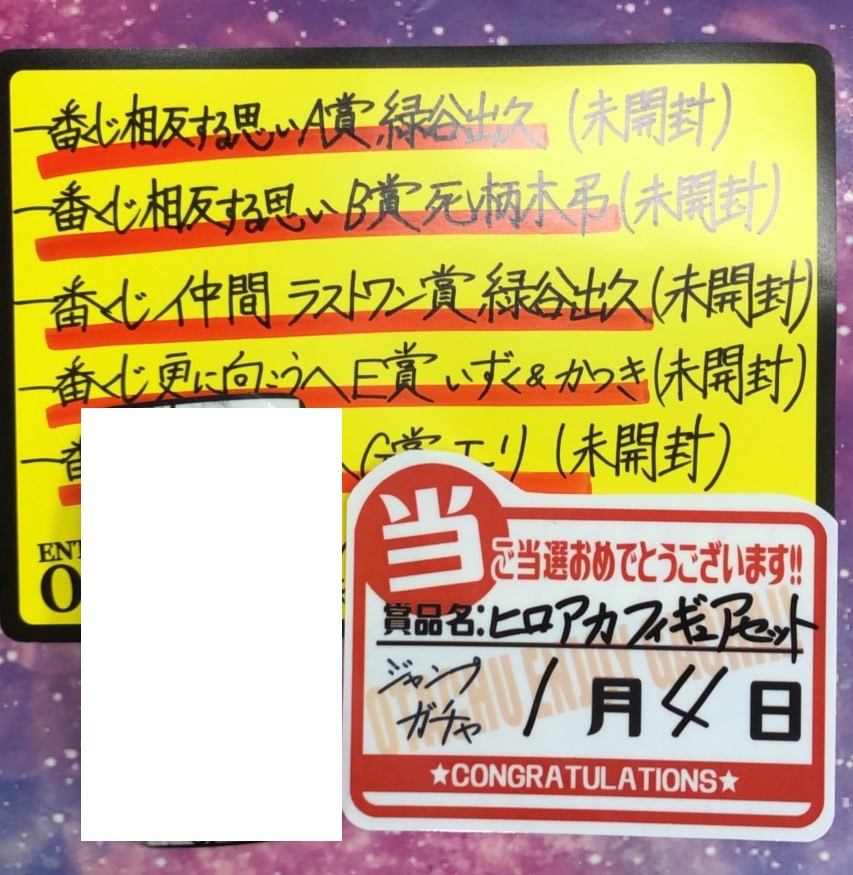 一番くじ相反する思いA賞 緑谷出久 (未開封)
一番くじ相反する思いB賞 死柄木弔 (未開封)
一番くじ 仲間 ラストワン賞 緑谷出久 (未開封)
一番くじ 更に向こうへ E賞 いずく&かつき (未開封)
一番 G賞 エリ (未開封)
ENT
当
ご当選おめでとうございます!!
賞品名:ヒロアカフィギュアセット
ジャンプ
ガチャ
1月4日
★CONGRATULATIONS★